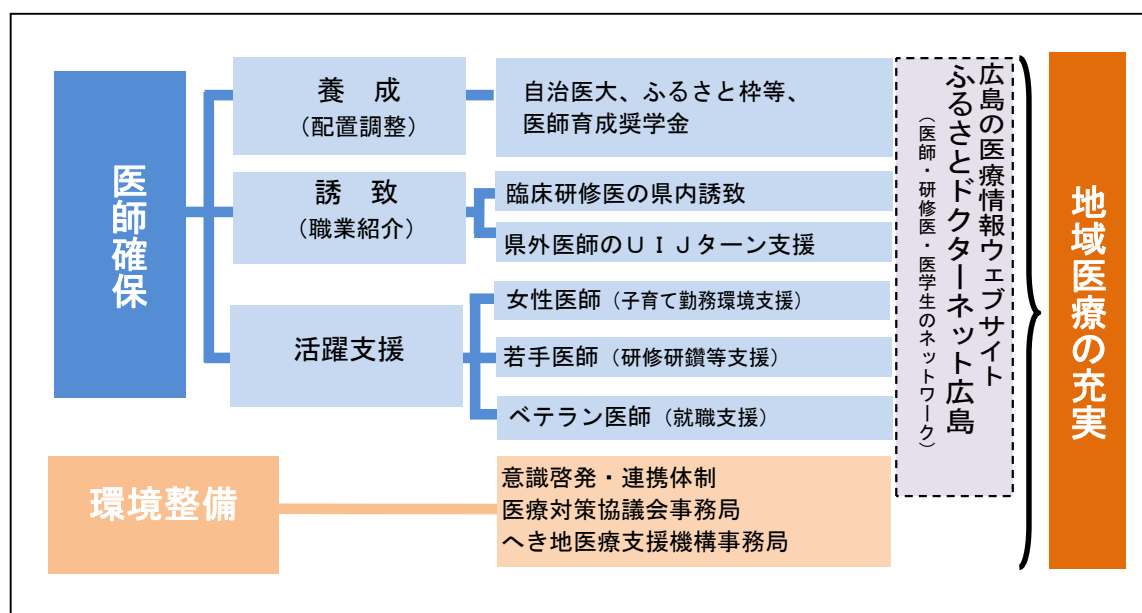 医師確保
養　成
（配置調整）
自治医大、ふるさと枠等、
医師育成奨学金
誘　致
（職業紹介）
臨床研修医の県内誘致
県外医師のＵＩＪターン支援
活躍支援
女性医師（子育て勤務環境支援）
若手医師（研修研鑽等支援）
ベテラン医師（就職支援）
環境整備
意識啓発・連携体制
医療対策協議会事務局
へき地医療支援機構事務局
広島の医療情報ウェブサイト
ふるさとドクターネット広島
（医師・研修医・医学生のネットワーク）
地域医療の充実